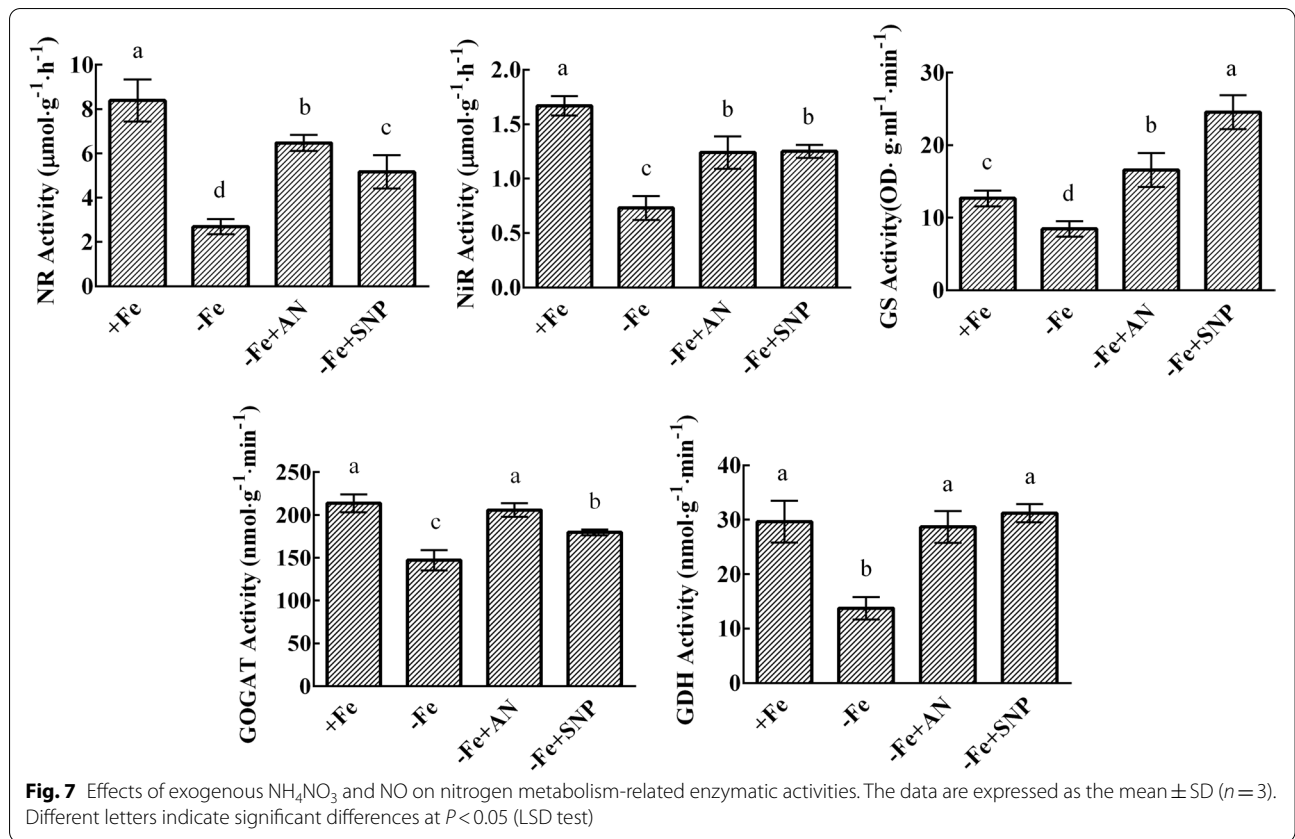 NR Activity (μmol·g⁻¹·h⁻¹)
10
8
6
4
2
0
a
d
b
c
+Fe
-Fe
-Fe+AN
-Fe+SNP
NiR Activity (μmol·g⁻¹·h⁻¹)
2.0
1.5
1.0
0.5
0.0
a
c
b
b
+Fe
-Fe
-Fe+AN
-Fe+SNP
GS Activity(OD· g·ml⁻¹·min⁻¹)
30
20
10
0
c
d
b
a
+Fe
-Fe
-Fe+AN
-Fe+SNP
GOGAT Activity (nmol·g⁻¹·min⁻¹)
250
200
150
100
50
0
a
c
a
b
+Fe
-Fe
-Fe+AN
-Fe+SNP
GDH Activity (nmol·g⁻¹·min⁻¹)
40
30
20
10
0
a
b
a
a
+Fe
-Fe
-Fe+AN
-Fe+SNP
Fig. 7 Effects of exogenous NH₄NO₃ and NO on nitrogen metabolism-related enzymatic activities. The data are expressed as the mean ± SD (n = 3).
Different letters indicate significant differences at P < 0.05 (LSD test)